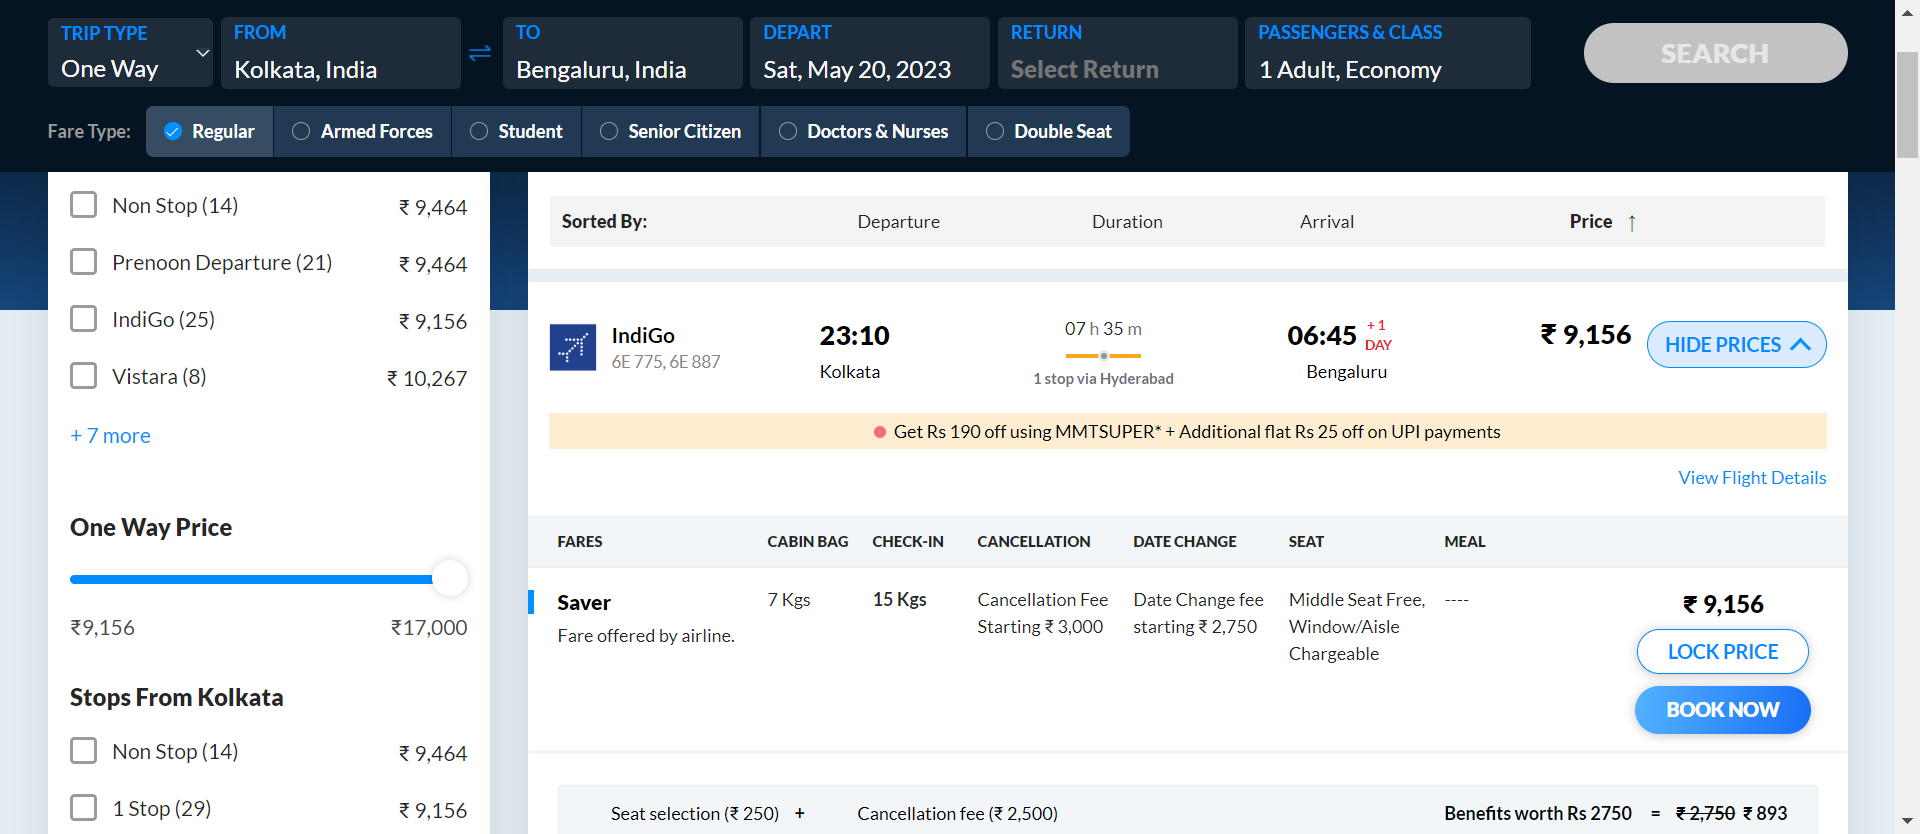 TRIP TYPE
One Way
FROM
Kolkata, India
TO
Bengaluru, India
DEPART
Sat, May 20, 2023
RETURN
Select Return
PASSENGERS & CLASS
1 Adult, Economy
SEARCH
Fare Type:
Regular
Armed Forces
Student
Senior Citizen
Doctors & Nurses
Double Seat
Non Stop (14) ₹ 9,464
Prenoon Departure (21) ₹ 9,464
IndiGo (25) ₹ 9,156
Vistara (8) ₹ 10,267
+ 7 more
One Way Price
₹9,156 ₹17,000
Stops From Kolkata
Non Stop (14) ₹ 9,464
1 Stop (29) ₹ 9,156
Sorted By: Departure Duration Arrival Price ↑
IndiGo
6E 775, 6E 887
23:10
Kolkata
07 h 35 m
1 stop via Hyderabad
06:45
+ 1
DAY
Bengaluru
₹ 9,156
HIDE PRICES
Get Rs 190 off using MMTSUPER* + Additional flat Rs 25 off on UPI payments
View Flight Details
FARES CABIN BAG CHECK-IN CANCELLATION DATE CHANGE SEAT MEAL
Saver
Fare offered by airline.
7 Kgs
15 Kgs
Cancellation Fee
Starting ₹ 3,000
Date Change fee
starting ₹ 2,750
Middle Seat Free,
Window/Aisle
Chargeable
----
₹ 9,156
LOCK PRICE
BOOK NOW
Seat selection (₹ 250) + Cancellation fee (₹ 2,500) Benefits worth Rs 2750 = ₹ 2,750 ₹ 893